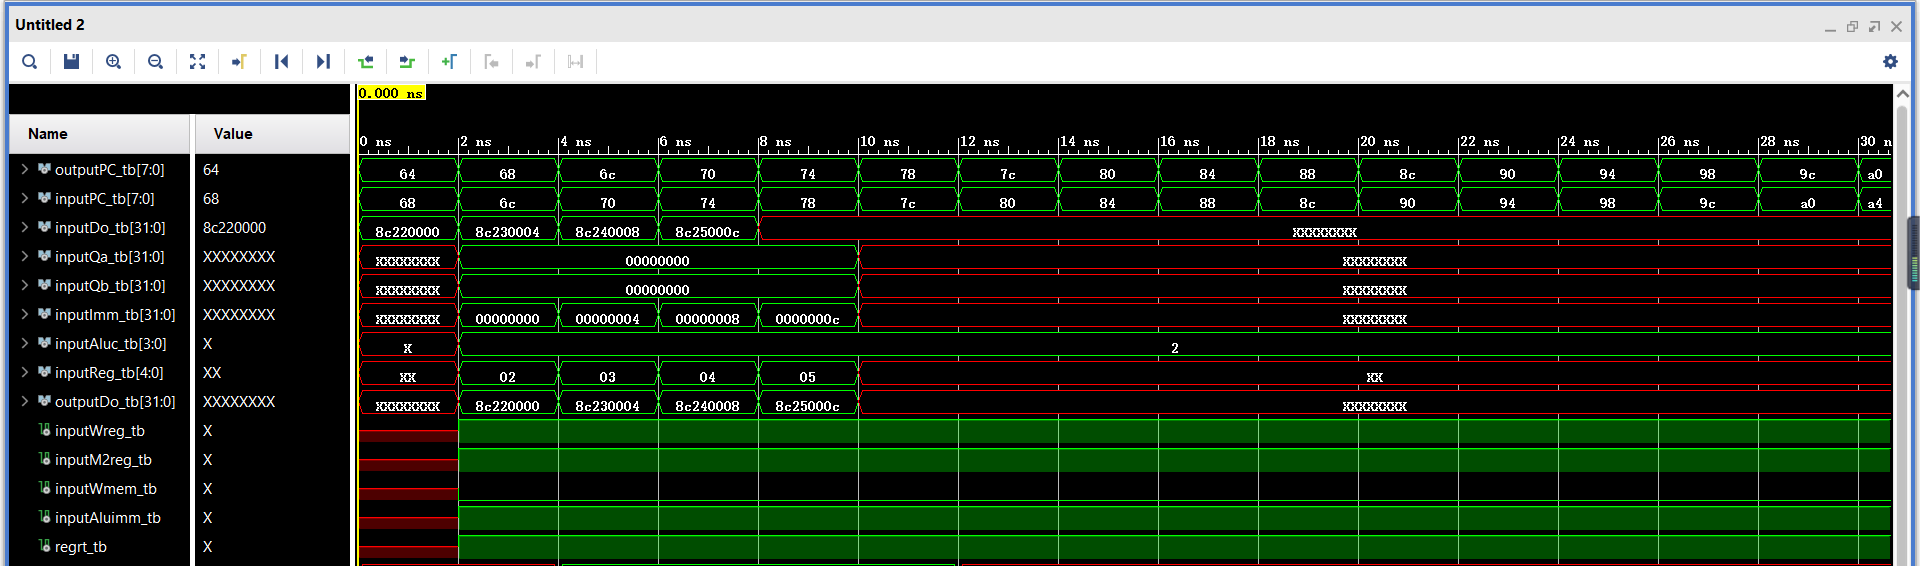 Untitled 2
0.000 ns
Name Value
0 ns 2 ns 4 ns 6 ns 8 ns 10 ns 12 ns 14 ns 16 ns 18 ns 20 ns 22 ns 24 ns 26 ns 28 ns 30 n
outputPC_tb[7:0] 64 64 68 6c 70 74 78 7c 80 84 88 8c 90 94 98 9c a0
inputPC_tb[7:0] 68 68 6c 70 74 78 7c 80 84 88 8c 90 94 98 9c a0 a4
inputDo_tb[31:0] 8c220000 8c220000 8c230004 8c240008 8c25000c XXXXXXXX
inputQa_tb[31:0] XXXXXXXX XXXXXXXX 00000000 XXXXXXXX
inputQb_tb[31:0] XXXXXXXX XXXXXXXX 00000000 XXXXXXXX
inputImm_tb[31:0] XXXXXXXX XXXXXXXX 00000000 00000004 00000008 0000000c XXXXXXXX
inputAluc_tb[3:0] X X 2
inputReg_tb[4:0] XX XX 02 03 04 05 XX
outputDo_tb[31:0] XXXXXXXX XXXXXXXX 8c220000 8c230004 8c240008 8c25000c XXXXXXXX
inputWreg_tb X
inputM2reg_tb X
inputWmem_tb X
inputAluimm_tb X
regrt_tb X